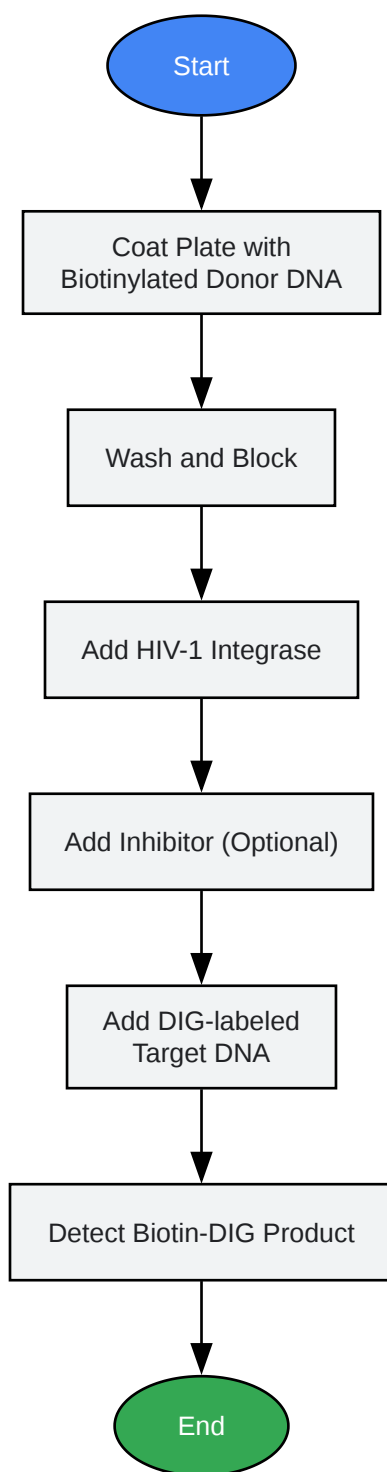 Start
Coat Plate with
Biotinylated Donor DNA
Wash and Block
Add HIV-1 Integrase
Add Inhibitor (Optional)
Add DIG-labeled
Target DNA
Detect Biotin-DIG Product
End